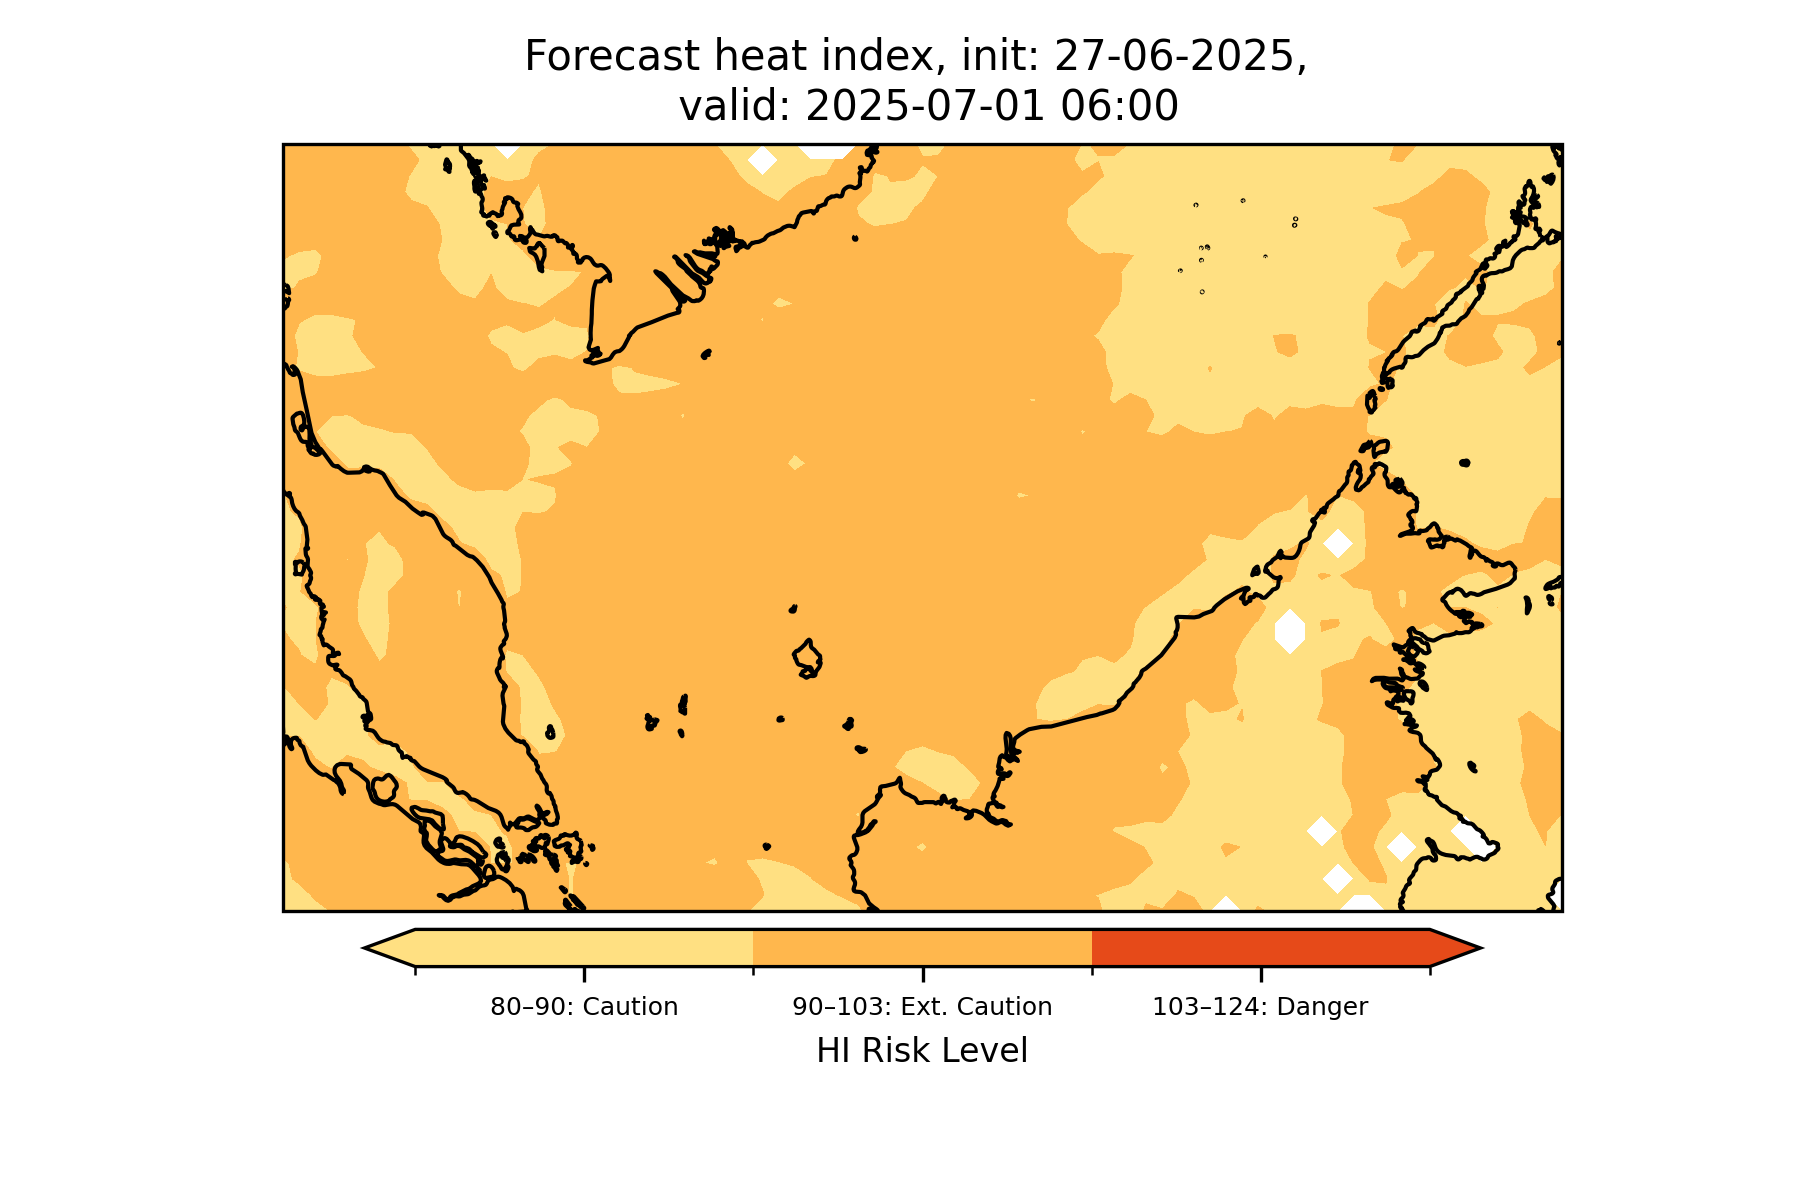 Forecast heat index, init: 27-06-2025,
valid: 2025-07-01 06:00
80–90: Caution
90–103: Ext. Caution
103–124: Danger
HI Risk Level